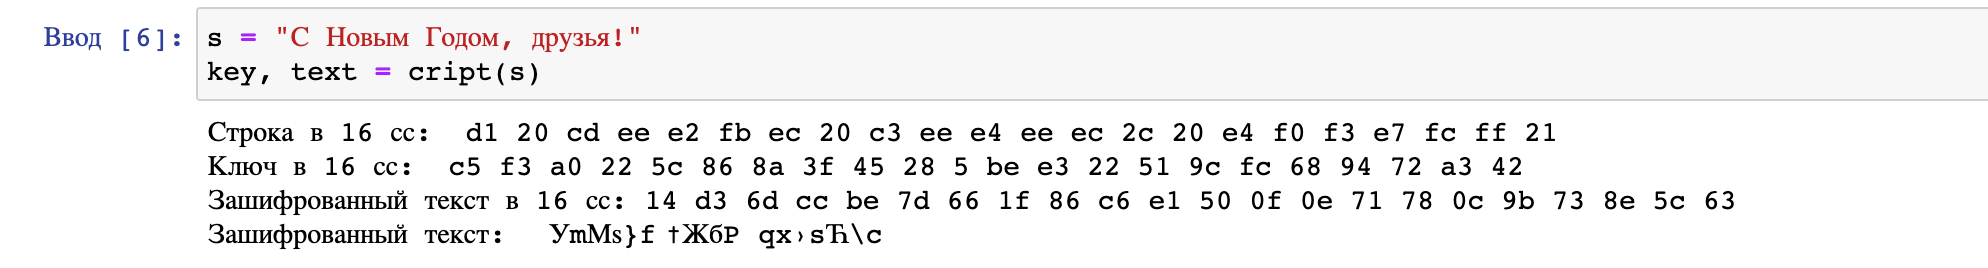 Ввод [6]: s = "С Новым Годом, друзья!"
key, text = cript(s)
Строка в 16 сс: d1 20 cd ee e2 fb ec 20 c3 ee e4 ee ec 2c 20 e4 f0 f3 e7 fc ff 21
Ключ в 16 сс: c5 f3 a0 22 5c 86 8a 3f 45 28 5 be e3 22 51 9c fc 68 94 72 a3 42
Зашифрованный текст в 16 сс: 14 d3 6d cc be 7d 66 1f 86 c6 e1 50 0f 0e 71 78 0c 9b 73 8e 5c 63
Зашифрованный текст: УmМѕ}f †ЖбP qx›sЋ\c